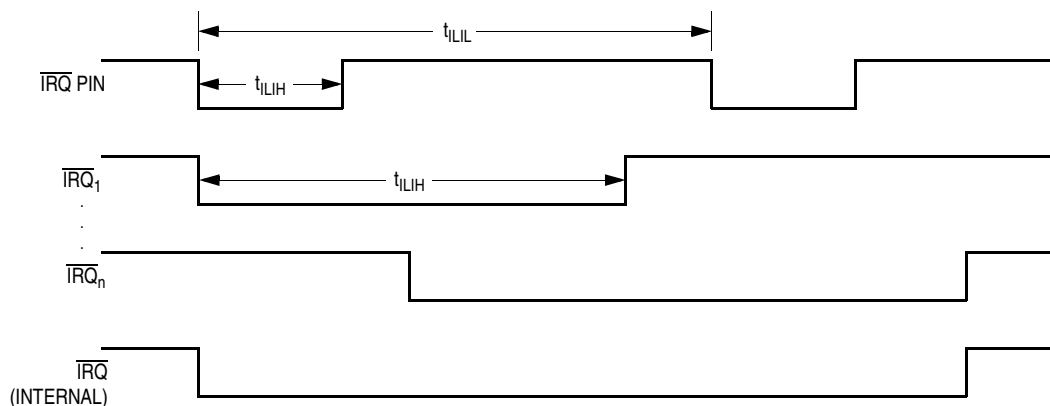 tILIL
IRQ PIN
tILIH
IRQ1
tILIH
.
.
.
IRQn
IRQ
(INTERNAL)